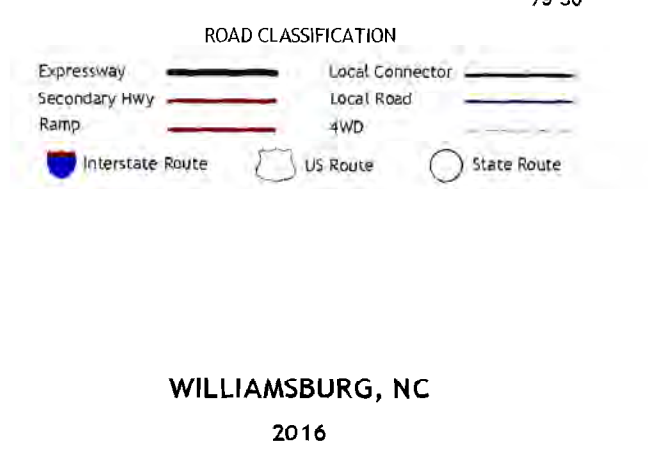 ROAD CLASSIFICATION
Expressway Local Connector
Secondary Hwy Local Road
Ramp 4WD
Interstate Route US Route State Route
WILLIAMSBURG, NC
2016